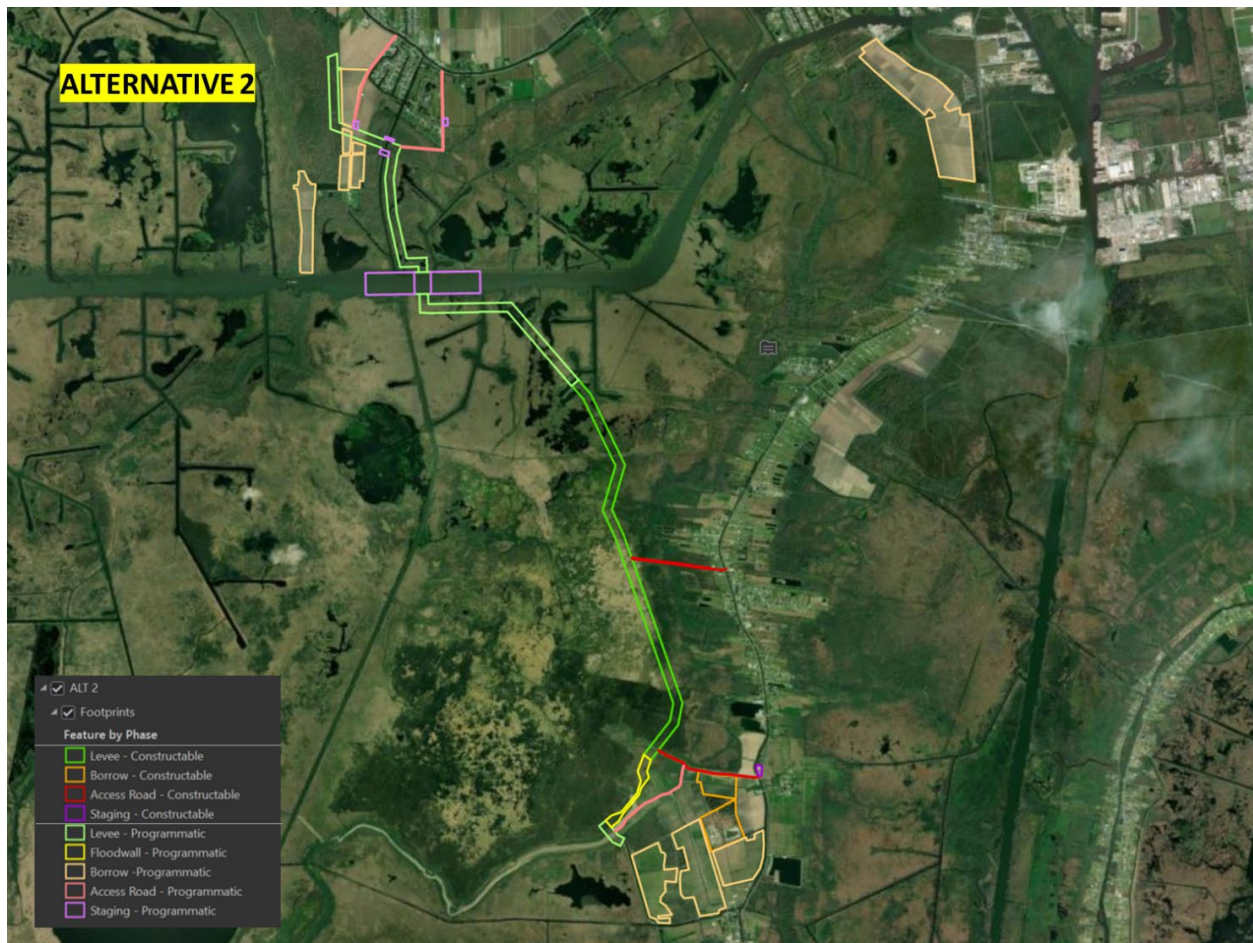 ALTERNATIVE 2
ALT 2
Footprints
Feature by Phase
Levee - Constructable
Borrow - Constructable
Access Road - Constructable
Staging - Constructable
Levee - Programmatic
Floodwall - Programmatic
Borrow -Programmatic
Access Road - Programmatic
Staging - Programmatic